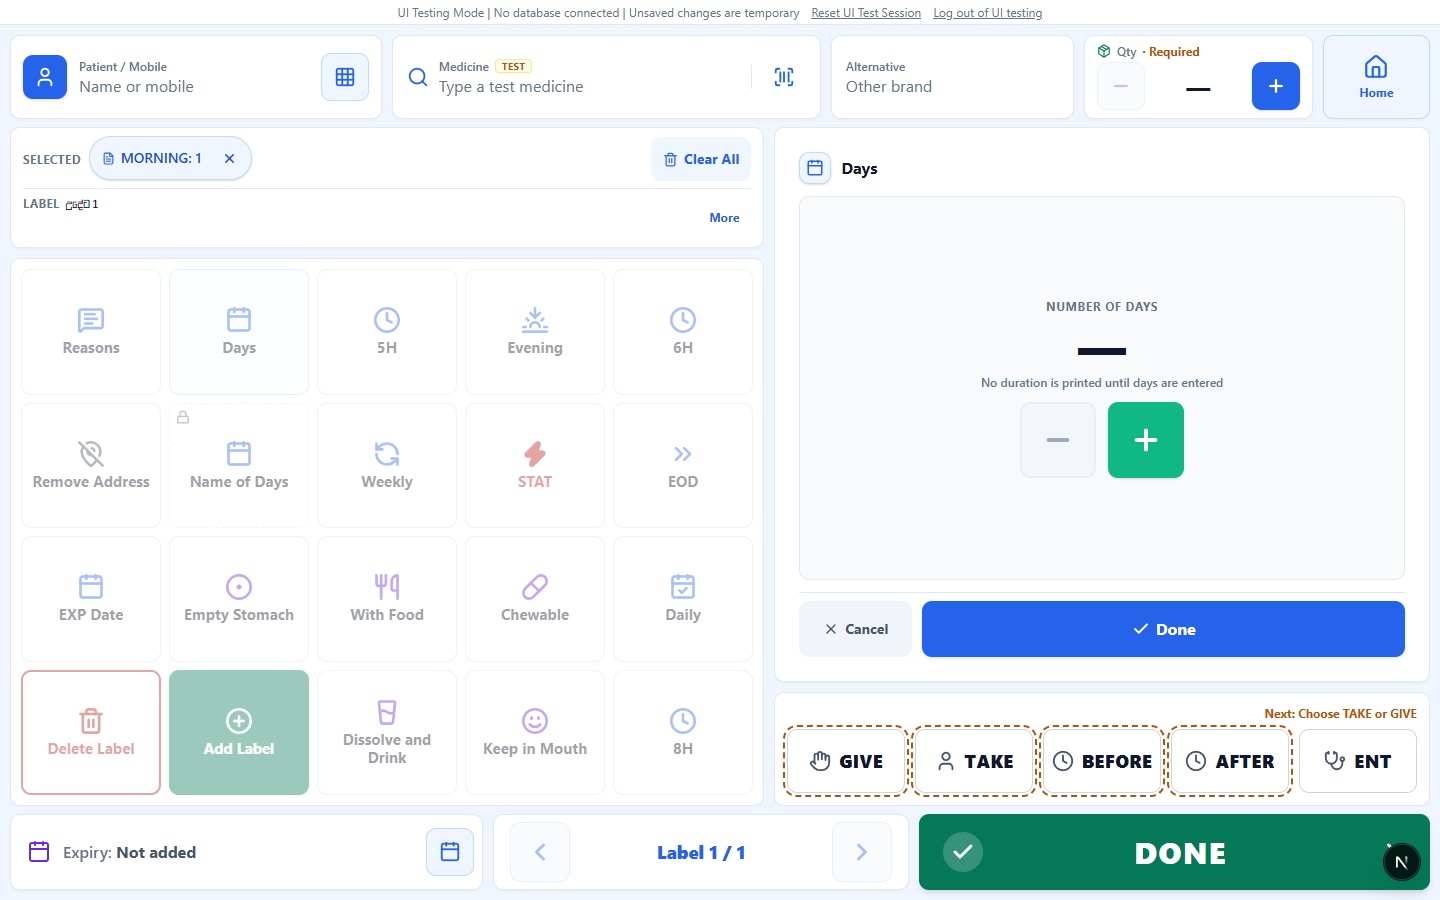 UI Testing Mode | No database connected | Unsaved changes are temporary Reset UI Test Session Log out of UI testing
Patient / Mobile
Name or mobile
Medicine TEST
Type a test medicine
Alternative
Other brand
Qty · Required
—
Home
SELECTED MORNING: 1
Clear All
LABEL 1
More
Reasons
Days
5H
Evening
6H
Remove Address
Name of Days
Weekly
STAT
EOD
EXP Date
Empty Stomach
With Food
Chewable
Daily
Delete Label
Add Label
Dissolve and
Drink
Keep in Mouth
8H
Days
NUMBER OF DAYS
—
No duration is printed until days are entered
Cancel
Done
Next: Choose TAKE or GIVE
GIVE
TAKE
BEFORE
AFTER
ENT
Expiry: Not added
Label 1 / 1
DONE
N